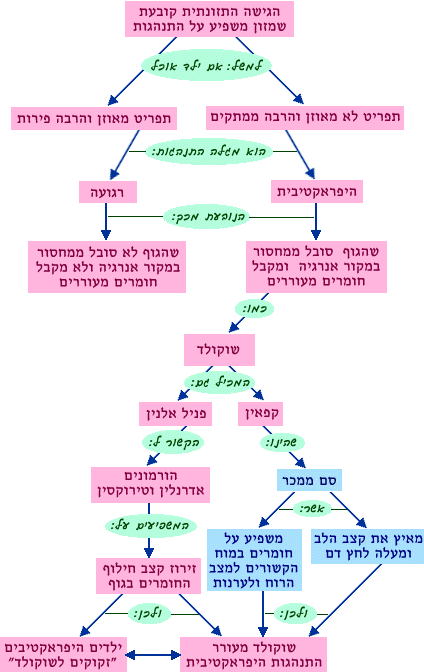 הגישה התזונתית קובעת
שמזון משפיע על התנהגות
למשל: אם ילד אוכל
תפריט לא מאוזן והרבה ממתקים
תפריט מאוזן והרבה פירות
הוא מגלה התנהגות:
היפראקטיבית
רגועה
הנובעת מכך:
שהגוף סובל ממחסור
במקור אנרגיה ומקבל
חומרים מעוררים
שהגוף לא סובל ממחסור
במקור אנרגיה ולא מקבל
חומרים מעוררים
כמו:
שוקולד
המכיל גם:
קפאין
פניל אלנין
שהינו:
הקשור ל:
סם ממכר
הורמונים
אדרנלין וטירוקסין
אשר:
המשפיעים על:
מאיץ את קצב הלב
ומעלה לחץ דם
משפיע על
חומרים במוח
הקשורים למצב
הרוח ולערנות
זירוז קצב חילוף
החומרים בגוף
ולכן:
ולכן:
שוקולד מעורר
התנהגות היפראקטיבית
ילדים היפראקטיבים
"זקוקים לשוקולד"